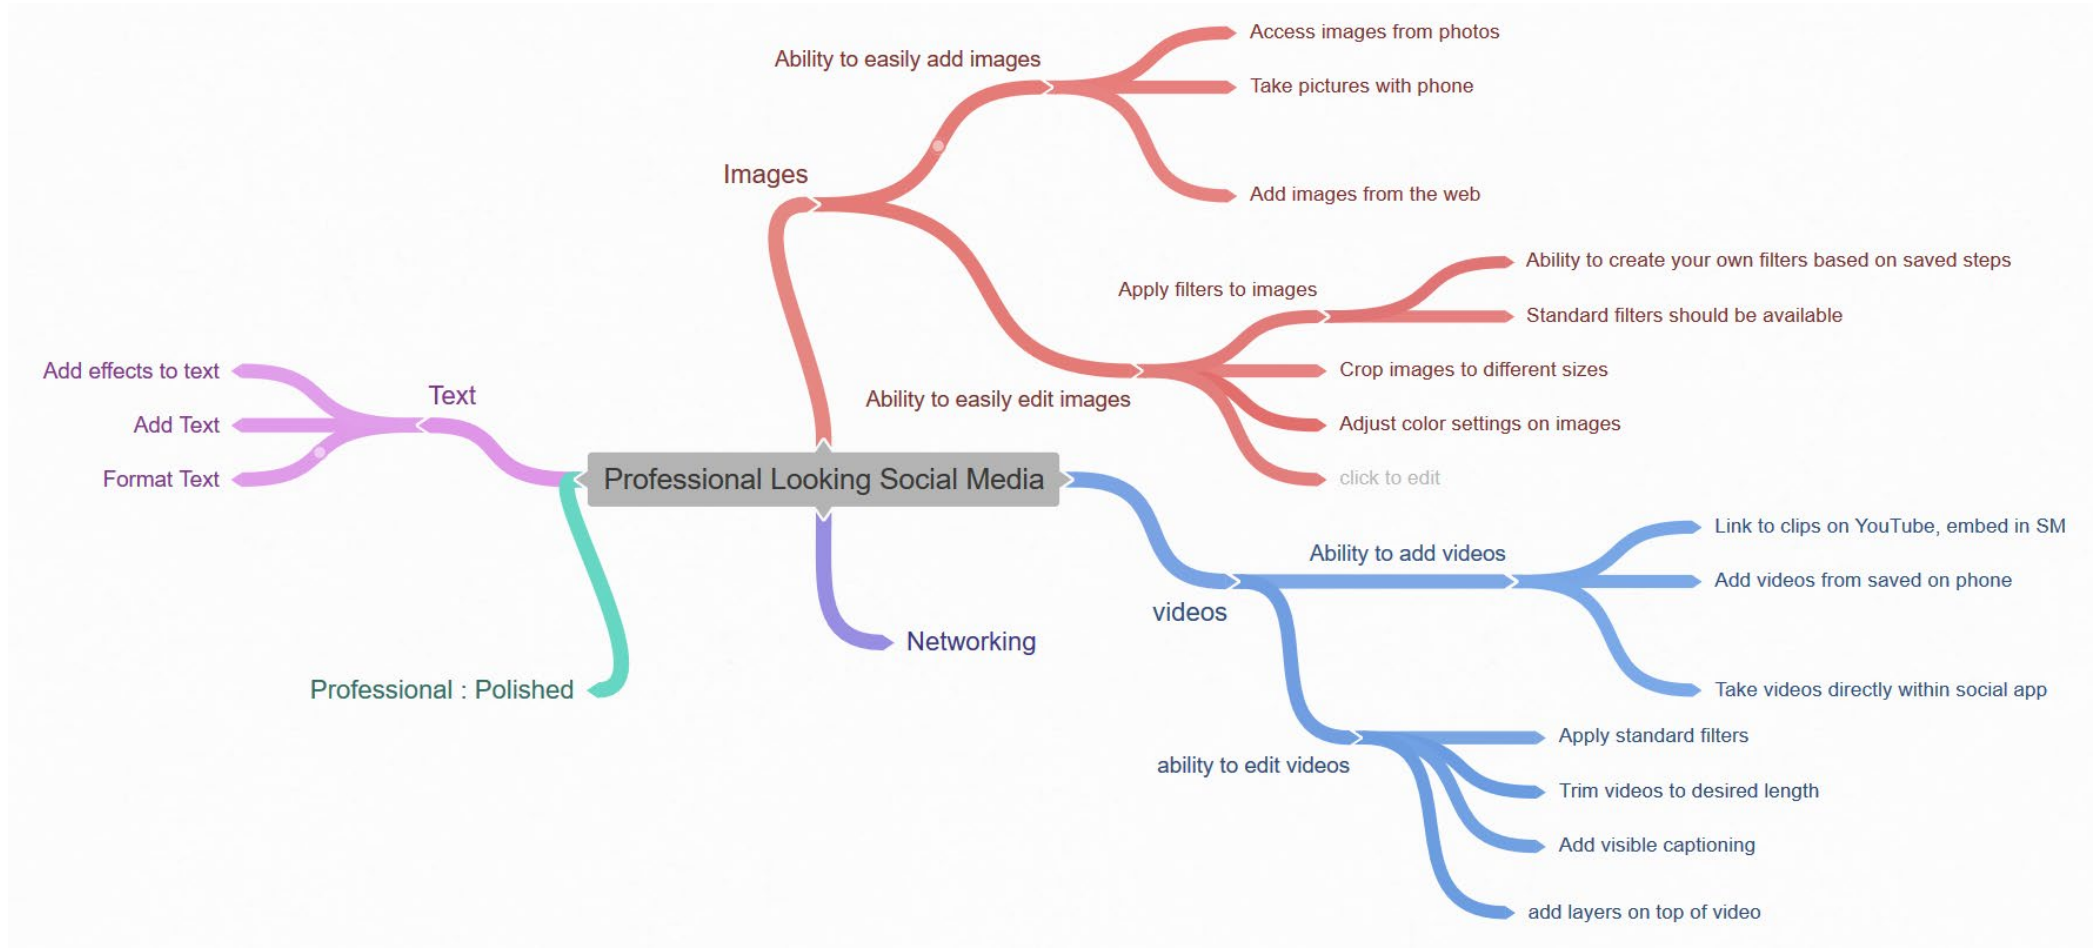 Professional Looking Social Media
Images
Ability to easily add images
Access images from photos
Take pictures with phone
Add images from the web
Ability to easily edit images
Apply filters to images
Ability to create your own filters based on saved steps
Standard filters should be available
Crop images to different sizes
Adjust color settings on images
click to edit
videos
Ability to add videos
Link to clips on YouTube, embed in SM
Add videos from saved on phone
Take videos directly within social app
ability to edit videos
Apply standard filters
Trim videos to desired length
Add visible captioning
add layers on top of video
Networking
Professional : Polished
Text
Add effects to text
Add Text
Format Text